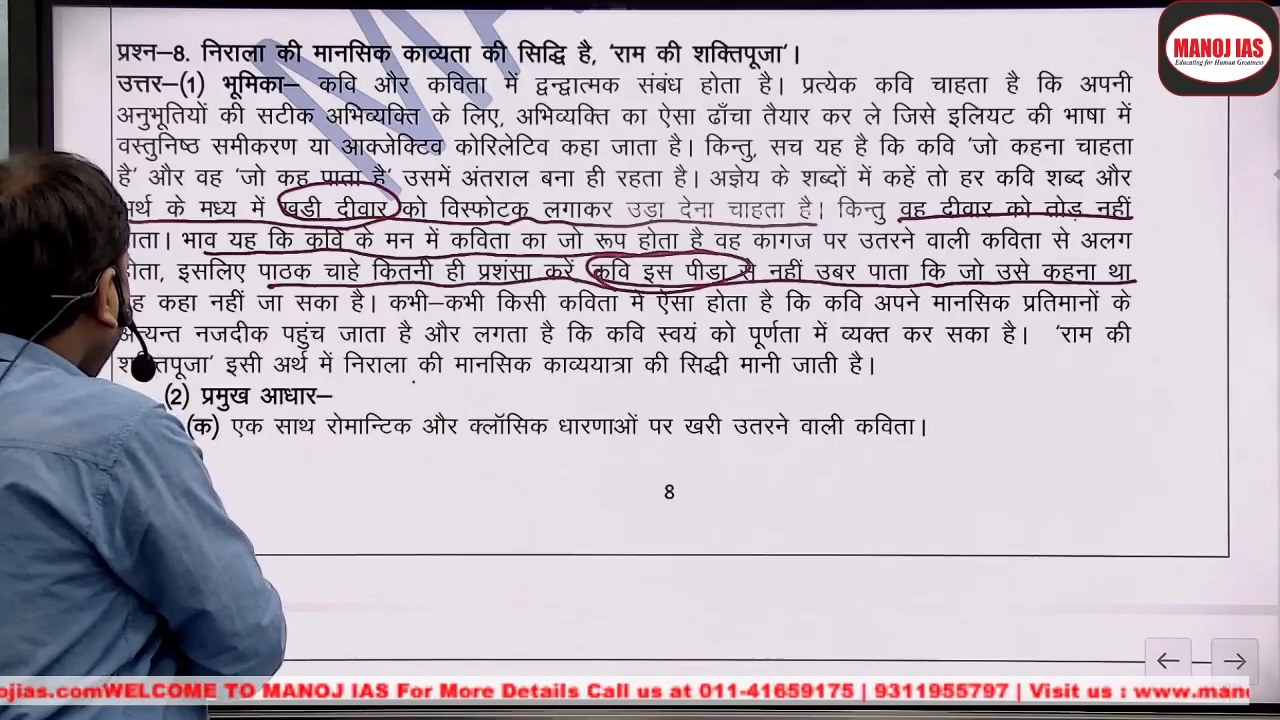 प्रश्न–8. निराला की मानसिक काव्यता की सिद्धि है, 'राम की शक्तिपूजा'।
उत्तर–(1) भूमिका– कवि और कविता में द्वन्द्वात्मक संबंध होता है। प्रत्येक कवि चाहता है कि अपनी
अनुभूतियों की सटीक अभिव्यक्ति के लिए, अभिव्यक्ति का ऐसा ढाँचा तैयार कर ले जिसे इलियट की भाषा में
वस्तुनिष्ठ समीकरण या आक्जेक्टिव कोरिलेटिव कहा जाता है। किन्तु, सच यह है कि कवि 'जो कहना चाहता
है' और वह 'जो कह पाता है' उसमें अंतराल बना ही रहता है। अज्ञेय के शब्दों में कहें तो हर कवि शब्द और
के मध्य में खड़ी दीवार को विस्फोटक लगाकर उड़ा देना चाहता है। किन्तु वह दीवार को तोड़ नहीं
भाव यह कि कवि के मन में कविता का जो रूप होता है वह कागज पर उतरने वाली कविता से अलग
होता, इसलिए पाठक चाहे कितनी ही प्रशंसा करें कवि इस पीड़ा से नहीं उबर पाता कि जो उसे कहना था
कहा नहीं जा सका है। कभी–कभी किसी कविता में ऐसा होता है कि कवि अपने मानसिक प्रतिमानों के
नजदीक पहुंच जाता है और लगता है कि कवि स्वयं को पूर्णता में व्यक्त कर सका है। 'राम की
इसी अर्थ में निराला की मानसिक काव्ययात्रा की सिद्धी मानी जाती है।
(2) प्रमुख आधार–
(क) एक साथ रोमान्टिक और क्लॉसिक धारणाओं पर खरी उतरने वाली कविता।
8
MANOJ IAS
Educating for Human Greatness
ojias.comWELCOME TO MANOJ IAS For More Details Call us at 011-41659175 | 9311955797 | Visit us : www.man